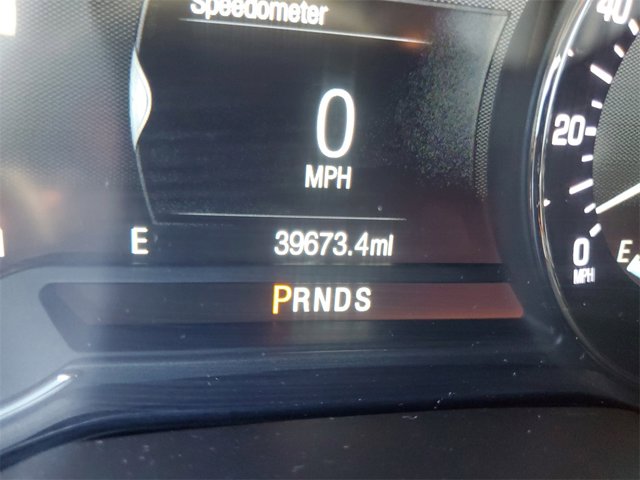 Speedometer
0
MPH
E 39673.4mi
PRNDS
40
20
0
MPH
E